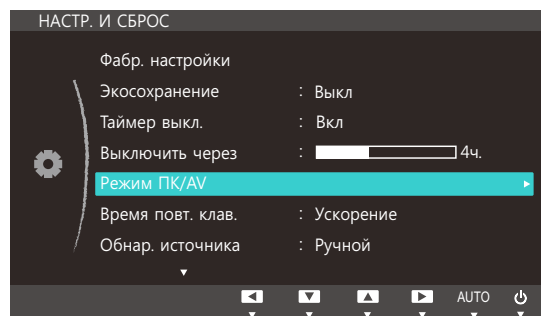 НАСТР. И СБРОС
Фабр. настройки
Экосохранение : Выкл
Таймер выкл. : Вкл
Выключить через : 4ч.
Режим ПК/AV
Время повт. клав. : Ускорение
Обнар. источника : Ручной
AUTO